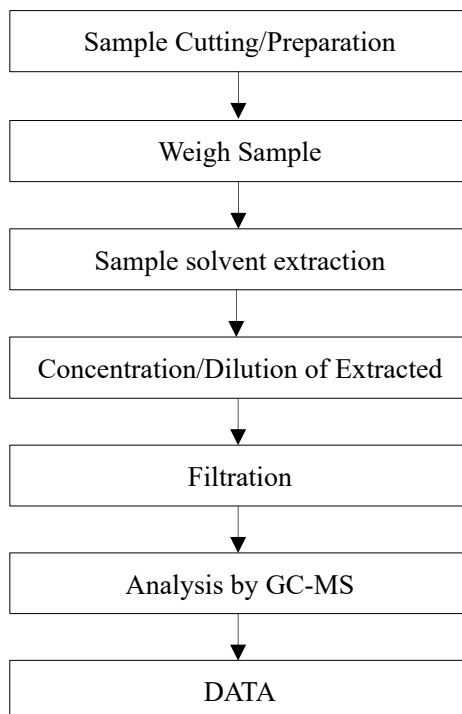 Sample Cutting/Preparation
Weigh Sample
Sample solvent extraction
Concentration/Dilution of Extracted
Filtration
Analysis by GC-MS
DATA